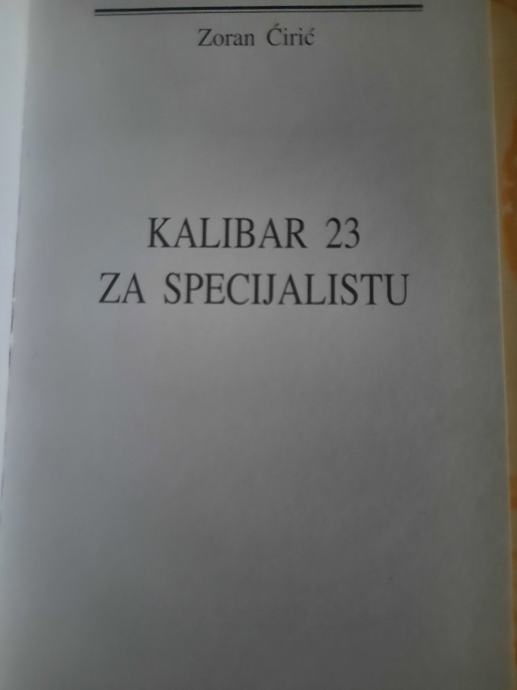 Zoran Ćirić
KALIBAR 23
ZA SPECIJALISTU